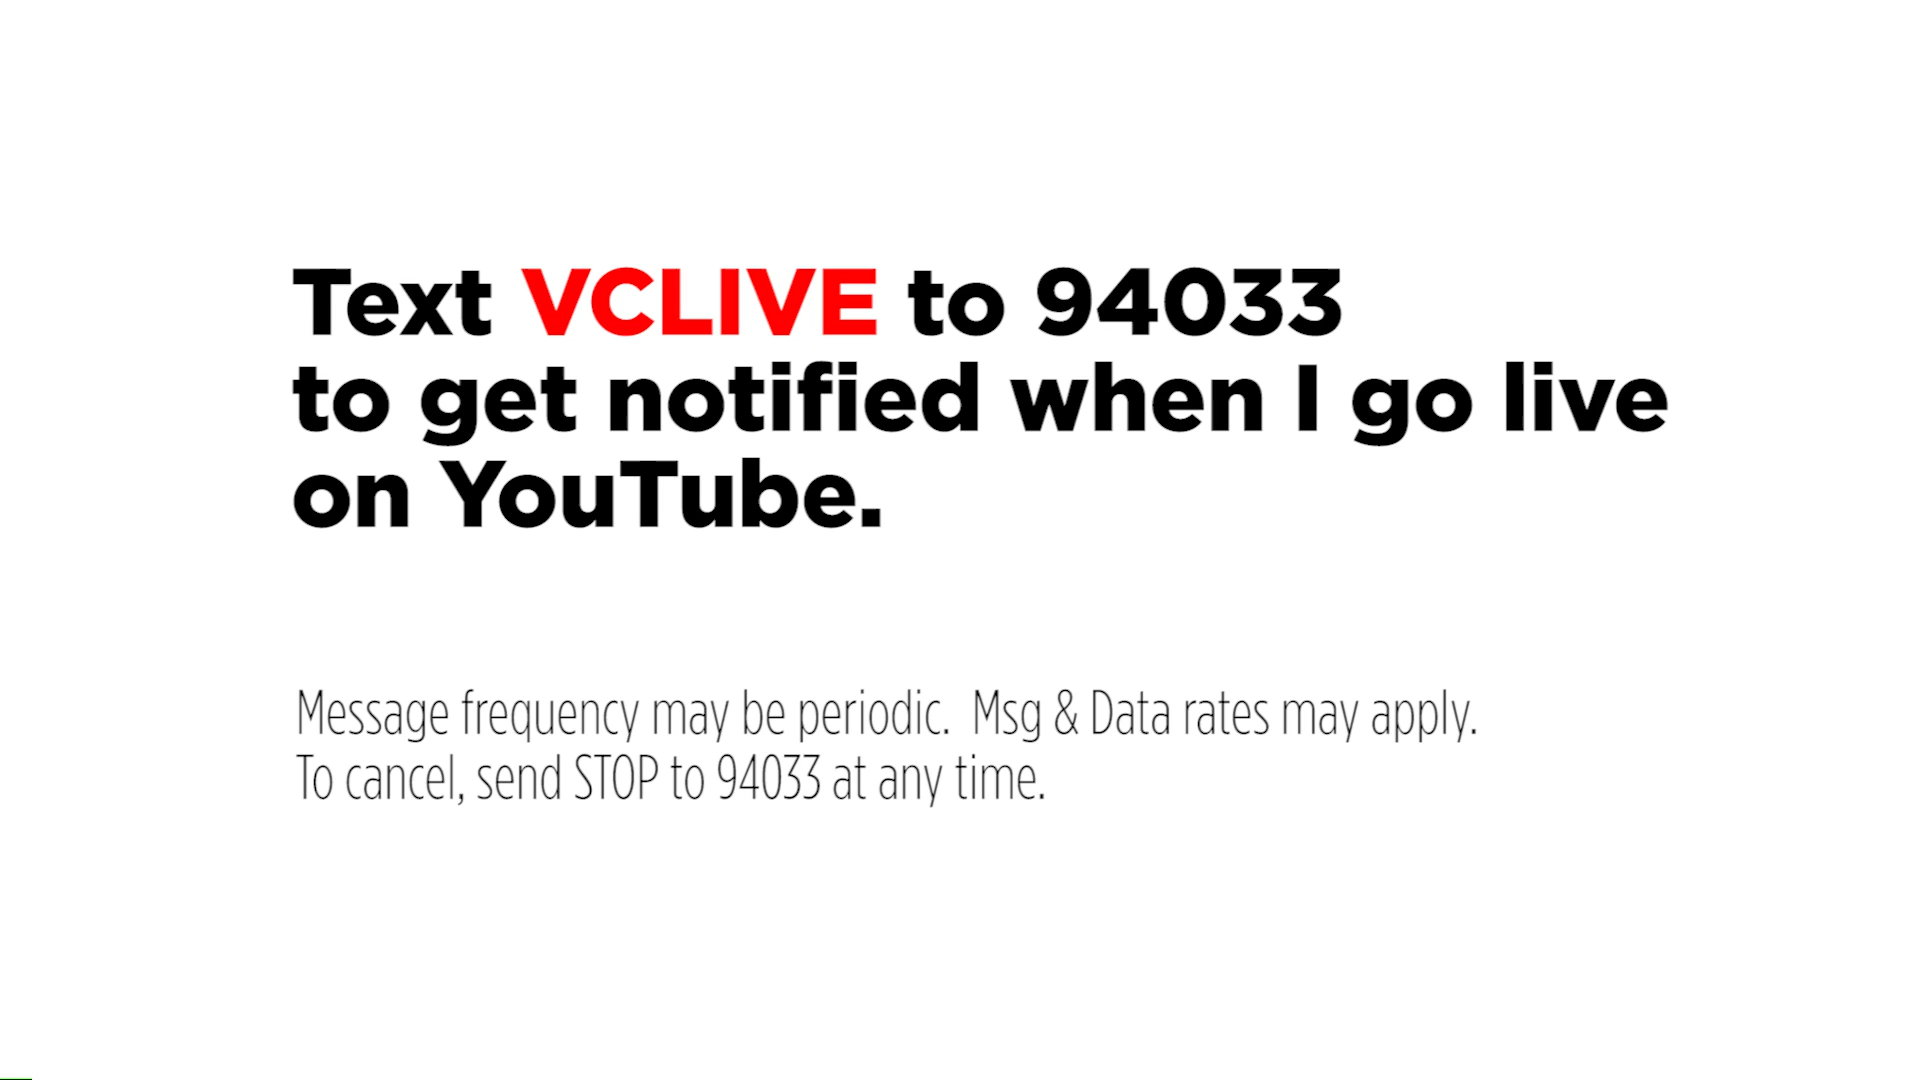 Text VCLIVE to 94033
to get notified when I go live
on YouTube.
Message frequency may be periodic.  Msg & Data rates may apply.
To cancel, send STOP to 94033 at any time.